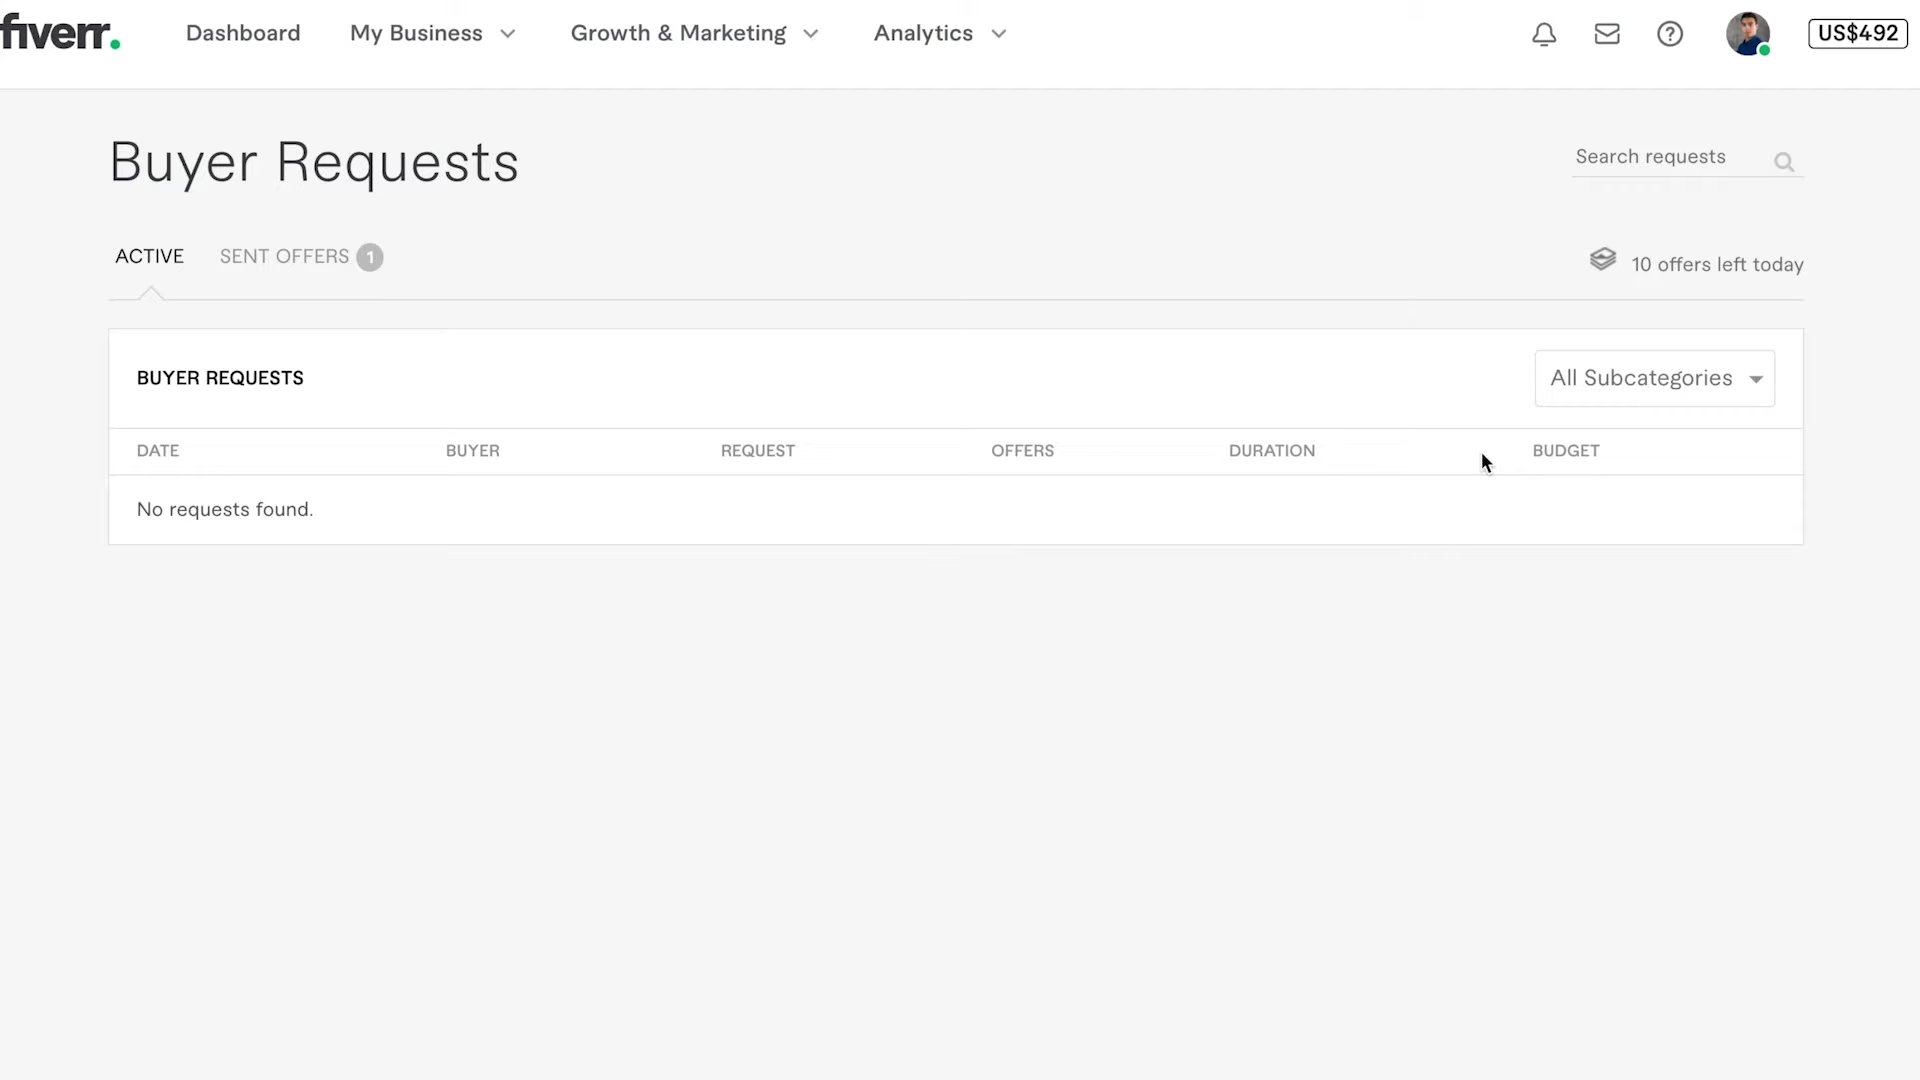 fiverr.
Dashboard
My Business
Growth & Marketing
Analytics
US$492
Buyer Requests
Search requests
ACTIVE
SENT OFFERS 1
10 offers left today
BUYER REQUESTS
All Subcategories
DATE BUYER REQUEST OFFERS DURATION BUDGET
No requests found.